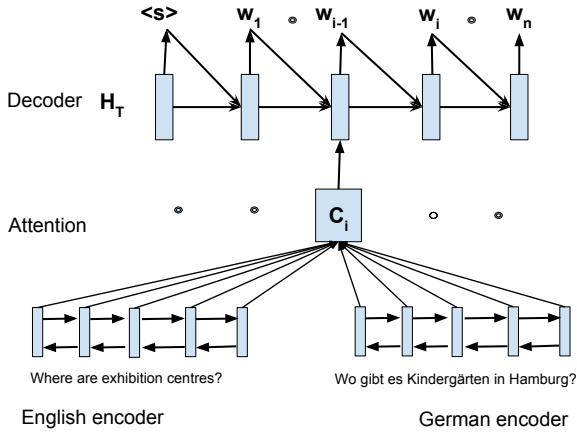 <s> w1 wi-1 wi wn
Decoder HT
Attention Ci
Where are exhibition centres? Wo gibt es Kindergärten in Hamburg?
English encoder German encoder